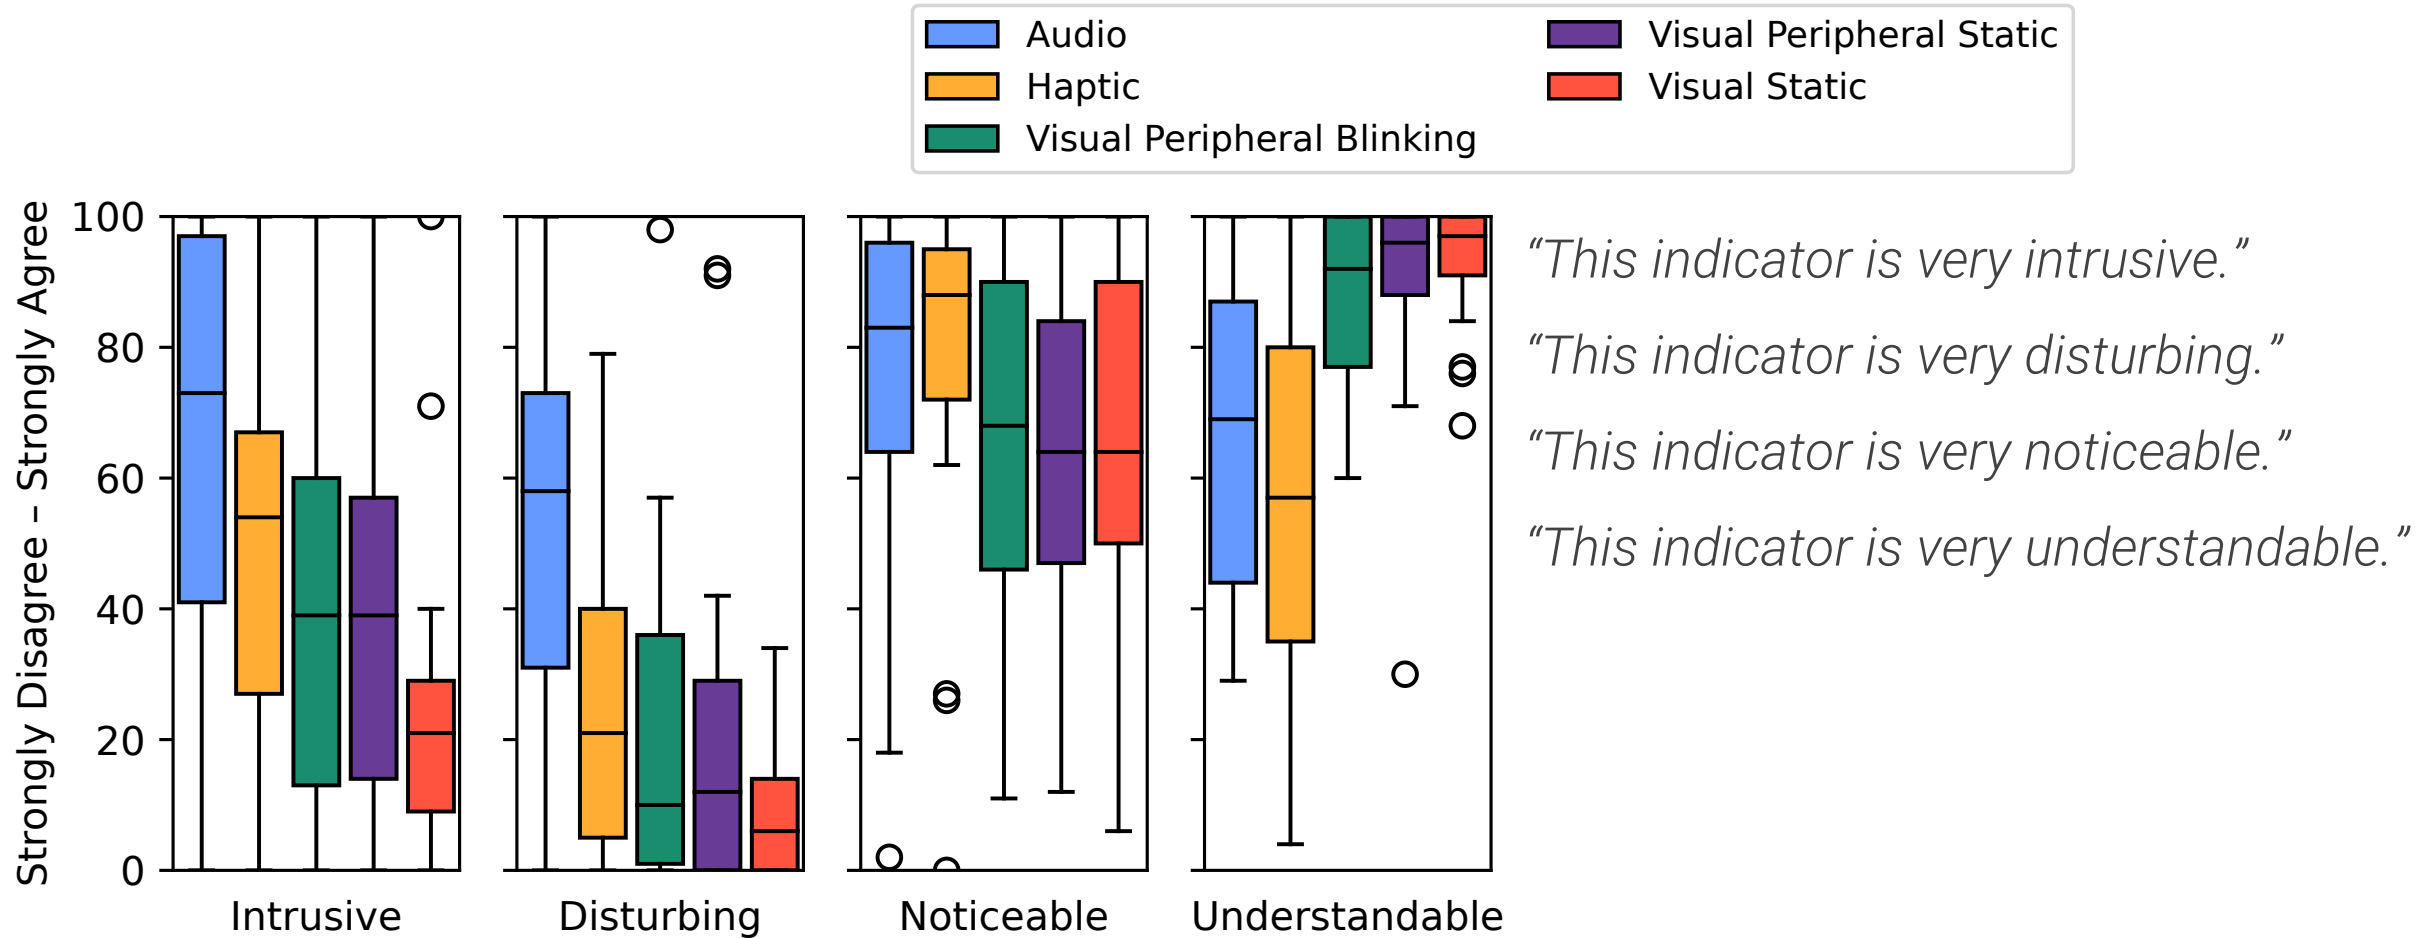 Audio
Haptic
Visual Peripheral Blinking
Visual Peripheral Static
Visual Static
Strongly Disagree – Strongly Agree
100
80
60
40
20
0
Intrusive
Disturbing
Noticeable
Understandable
“This indicator is very intrusive.”
“This indicator is very disturbing.”
“This indicator is very noticeable.”
“This indicator is very understandable.”